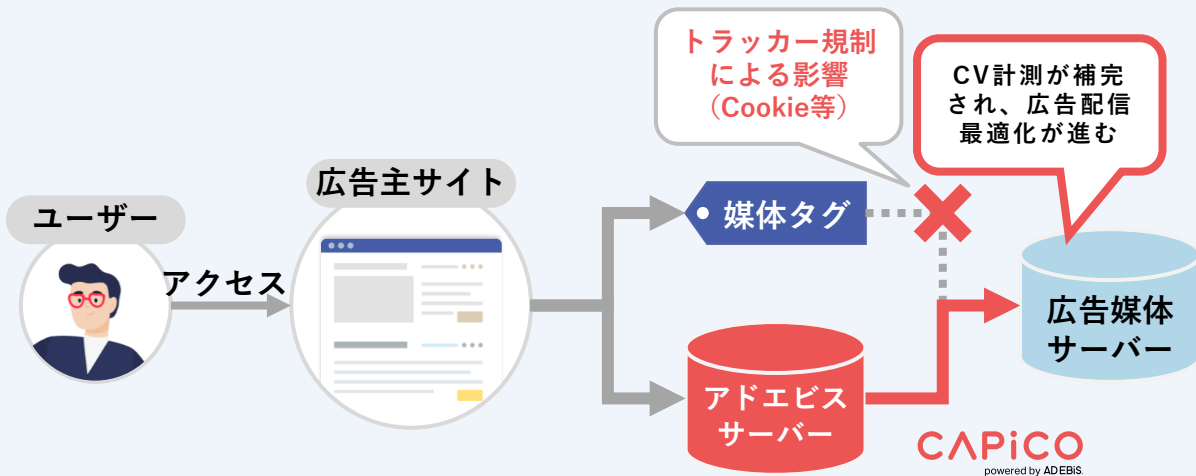 トラッカー規制
による影響
（Cookie等）
CV計測が補完
され、広告配信
最適化が進む
広告主サイト
ユーザー
アクセス
媒体タグ
広告媒体
サーバー
アドエビス
サーバー
CAPiCO
powered by ADEBiS